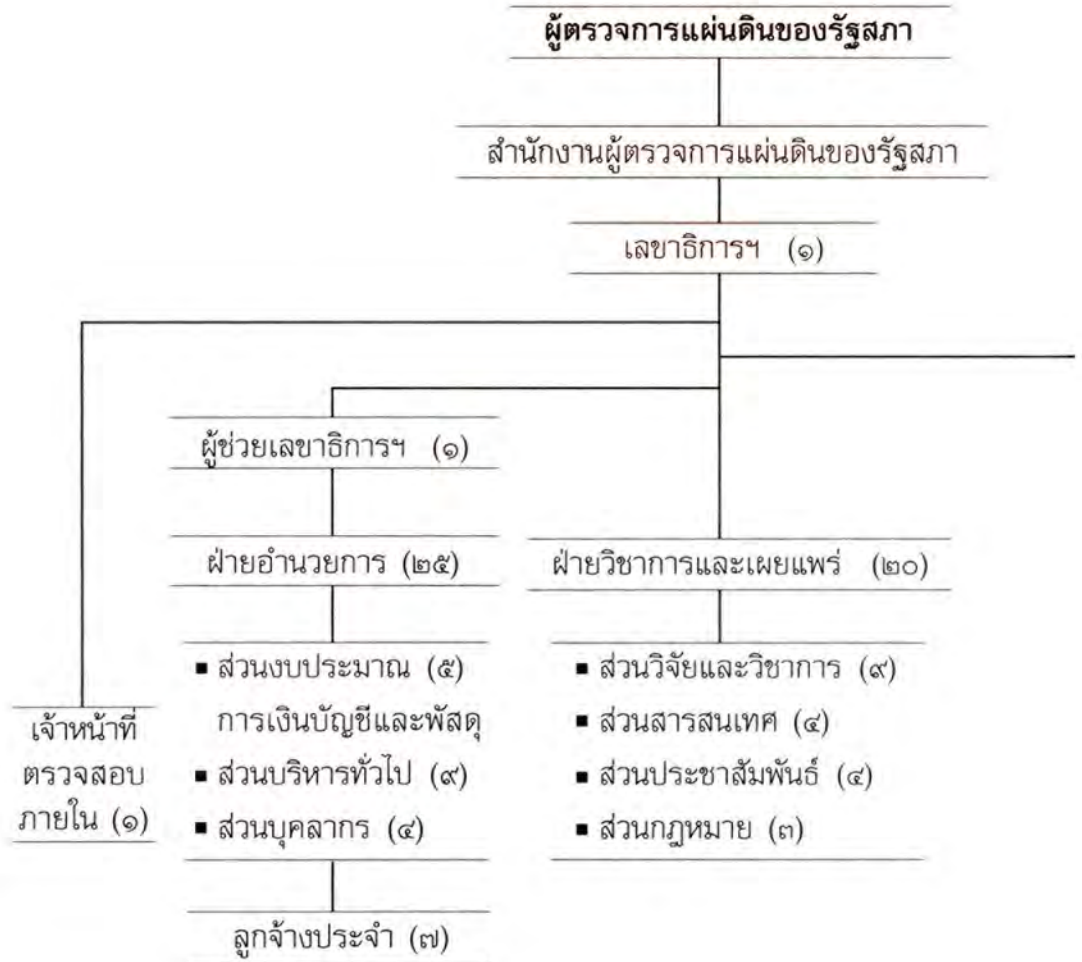 ผู้ตรวจการแผ่นดินของรัฐสภา
สำนักงานผู้ตรวจการแผ่นดินของรัฐสภา
เลขาธิการฯ (๑)
ผู้ช่วยเลขาธิการฯ (๑)
ฝ่ายอำนวยการ (๒๕)
ฝ่ายวิชาการและเผยแพร่ (๒๐)
เจ้าหน้าที่
ตรวจสอบ
ภายใน (๑)
■ ส่วนงบประมาณ (๕)
การเงินบัญชีและพัสดุ
■ ส่วนบริหารทั่วไป (๙)
■ ส่วนบุคลากร (๔)
■ ส่วนวิจัยและวิชาการ (๙)
■ ส่วนสารสนเทศ (๔)
■ ส่วนประชาสัมพันธ์ (๔)
■ ส่วนกฎหมาย (๓)
ลูกจ้างประจำ (๗)